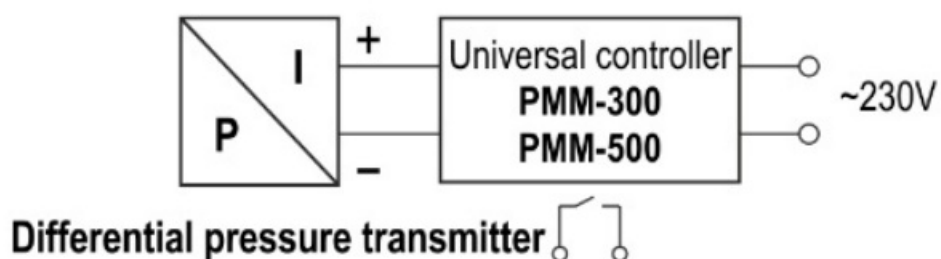 +
I
P
−
Universal controller
PMM-300
PMM-500
~230V
Differential pressure transmitter